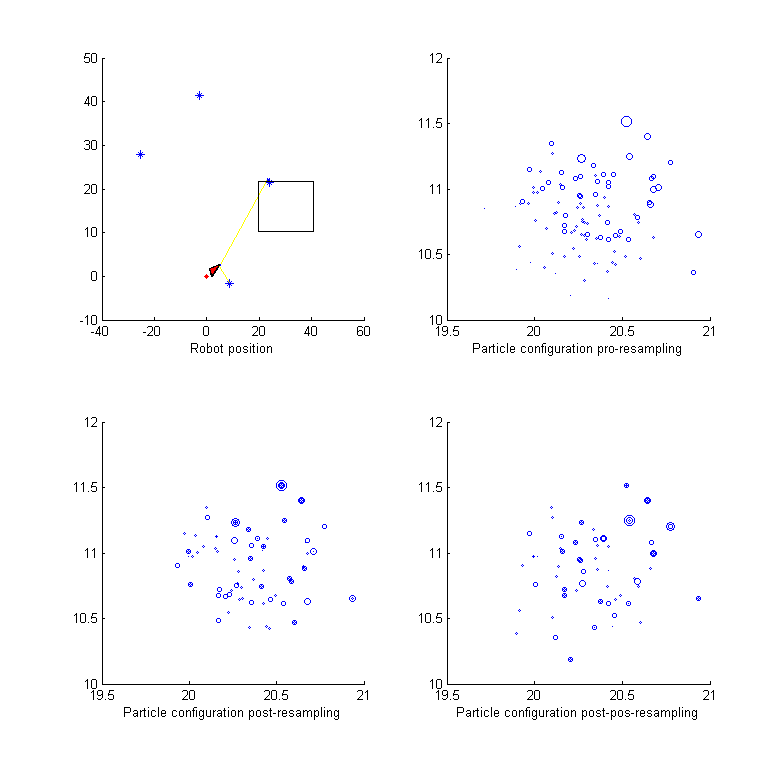 50
40
30
20
10
0
-10
-40 -20 0 20 40 60
Robot position
12
11.5
11
10.5
10
19.5 20 20.5 21
Particle configuration pro-resampling
12
11.5
11
10.5
10
19.5 20 20.5 21
Particle configuration post-resampling
12
11.5
11
10.5
10
19.5 20 20.5 21
Particle configuration post-pos-resampling